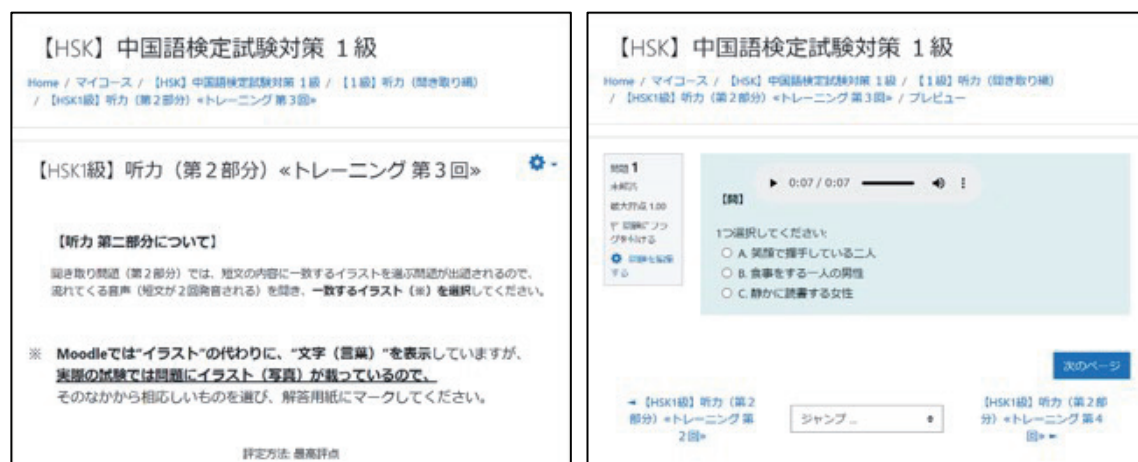 【HSK】中国語検定試験対策 1級
Home / マイコース / 【HSK】中国語検定試験対策 1級 / 【1級】听力（聞き取り編）
/ 【HSK1級】听力（第2部分）«トレーニング 第3回»
【HSK1級】听力（第２部分）«トレーニング 第３回»
【听力 第二部分について】
聞き取り問題（第2部分）では、短文の内容に一致するイラストを選ぶ問題が出題されるので、
流れてくる音声（短文が2回発音される）を聞き、一致するイラスト（※）を選択してください。
※ Moodleでは“イラスト”の代わりに、“文字（言葉）”を表示していますが、
実際の試験では問題にイラスト（写真）が載っているので、
そのなかから相応しいものを選び、解答用紙にマークしてください。
評定方法: 最高評点
【HSK】中国語検定試験対策 1級
Home / マイコース / 【HSK】中国語検定試験対策 1級 / 【1級】听力（聞き取り編）
/ 【HSK1級】听力（第2部分）«トレーニング 第3回» / プレビュー
問題 1
未解答
最大評点 1.00
問題にフラ
グを付ける
問題を編集
する
0:07 / 0:07
【問】
1つ選択してください:
A. 笑顔で握手している二人
B. 食事をする一人の男性
C. 静かに読書する女性
次のページ
◄ 【HSK1級】听力（第2
部分）«トレーニング 第
2回»
ジャンプ ...
【HSK1級】听力（第2部
分）«トレーニング 第4
回» ►